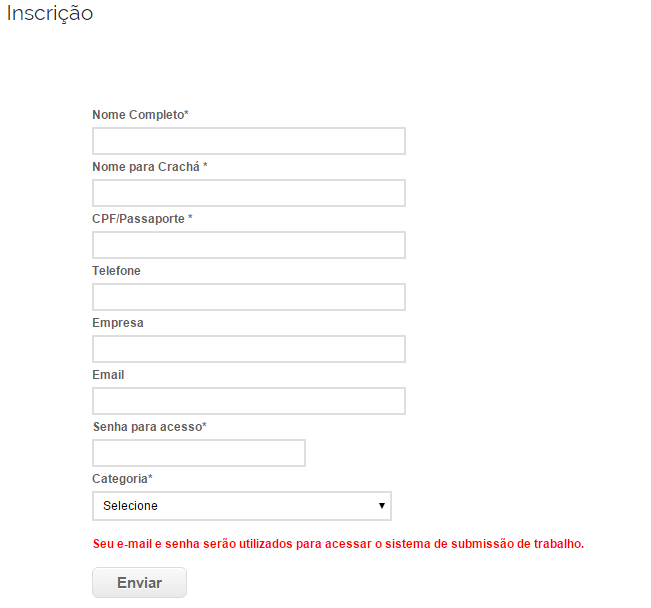 Inscrição
Nome Completo*
Nome para Crachá *
CPF/Passaporte *
Telefone
Empresa
Email
Senha para acesso*
Categoria*
Selecione
Seu e-mail e senha serão utilizados para acessar o sistema de submissão de trabalho.
Enviar